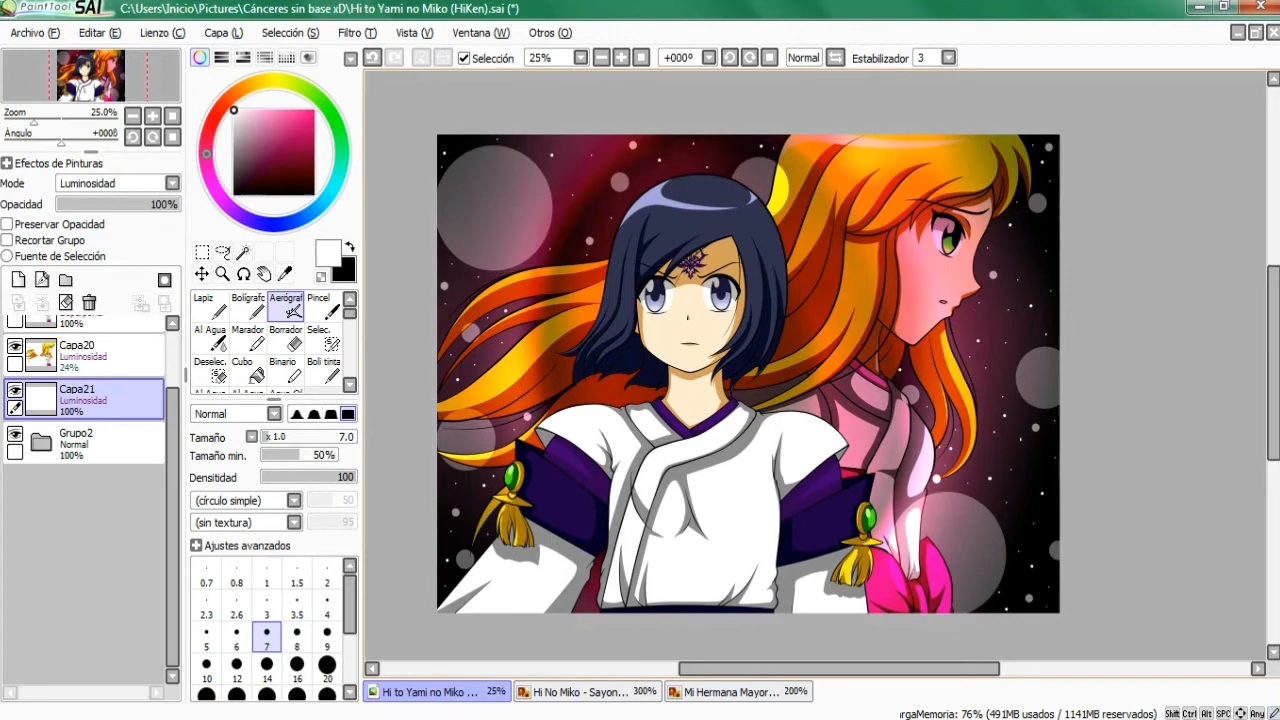 PaintTool SAI C:\Users\Inicio\Pictures\Cánceres sin base xD\Hi to Yami no Miko (HiKen).sai (*)
Archivo (F) Editar (E) Lienzo (C) Capa (L) Selección (S) Filtro (T) Vista (V) Ventana (W) Otros (O)
Selección 25% +000° Normal Estabilizador 3
Zoom 25.0%
Ángulo +000B
Efectos de Pinturas
Mode Luminosidad
Opacidad 100%
Preservar Opacidad
Recortar Grupo
Fuente de Selección
100%
Capa20
Luminosidad
24%
Capa21
Luminosidad
100%
Grupo2
Normal
100%
Lapiz Bolígrafc Aerógraf Pincel
Al Agua Marador Borrador Selec.
Deselec. Cubo Binario Boli tinta
Normal
Tamaño x 1.0 7.0
Tamaño min. 50%
Densitidad 100
(círculo simple) 50
(sin textura) 95
Ajustes avanzados
0.7 0.8 1 1.5 2
2.3 2.6 3 3.5 4
5 6 7 8 9
10 12 14 16 20
Hi to Yami no Miko ... 25% Hi No Miko - Sayon... 300% Mi Hermana Mayor... 200%
argaMemoria: 76% (491MB usados / 1141MB reservados) Shift Ctrl Alt SPC Any